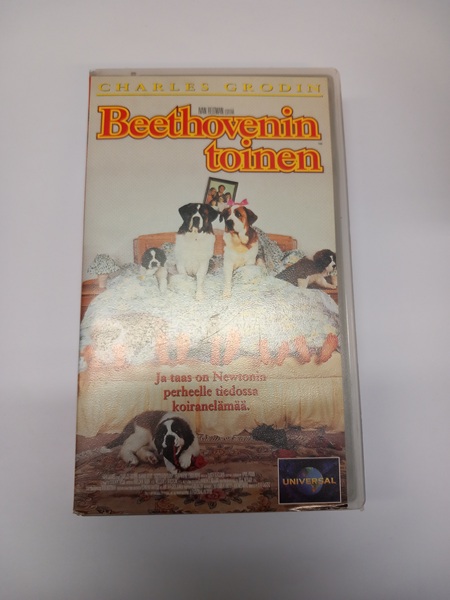 CHARLES GRODIN
Beethovenin
toinen
Ja taas on Newtonin
perheelle tiedossa
koiranelämää.
UNIVERSAL